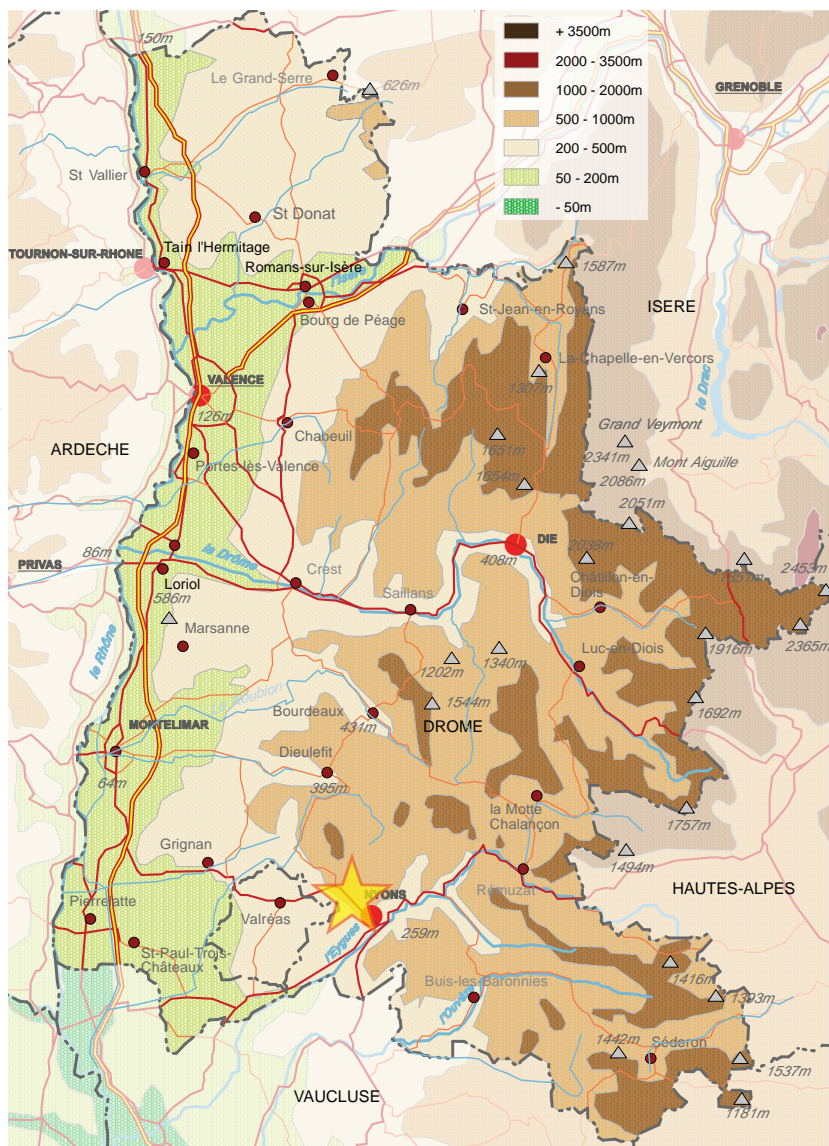 150m
+ 3500m
2000 - 3500m
1000 - 2000m
500 - 1000m
200 - 500m
50 - 200m
- 50m
Le Grand-Serre
626m
GRENOBLE
St Vallier
St Donat
TOURNON-SUR-RHONE
Tain l'Hermitage
Romans-sur-Isère
l'Isère
1587m
Bourg de Péage
St-Jean-en-Royans
ISERE
La-Chapelle-en-Vercors
le Drac
VALENCE
1307m
126m
Chabeuil
Grand Veymont
ARDECHE
1651m
2341m
Mont Aiguille
Portes-lès-Valence
1654m
2086m
2051m
DIE
86m
la Drôme
408m
2038m
PRIVAS
Crest
Châtillon-en-
Diois
2453m
Loriol
586m
Saillans
Marsanne
le Rhône
1916m
2365m
Luc-en-Diois
1202m
1340m
Le Roubion
1544m
1692m
Bourdeaux
431m
DROME
MONTELIMAR
Dieulefit
64m
395m
la Motte
Chalançon
1757m
Grignan
1494m
HAUTES-ALPES
NYONS
Rémuzat
Pierrelatte
Valréas
259m
l'Eygues
St-Paul-Trois-
Châteaux
1416m
Buis-les-Baronnies
1393m
l'Ouvèze
1442m
Séderon
1537m
VAUCLUSE
1181m